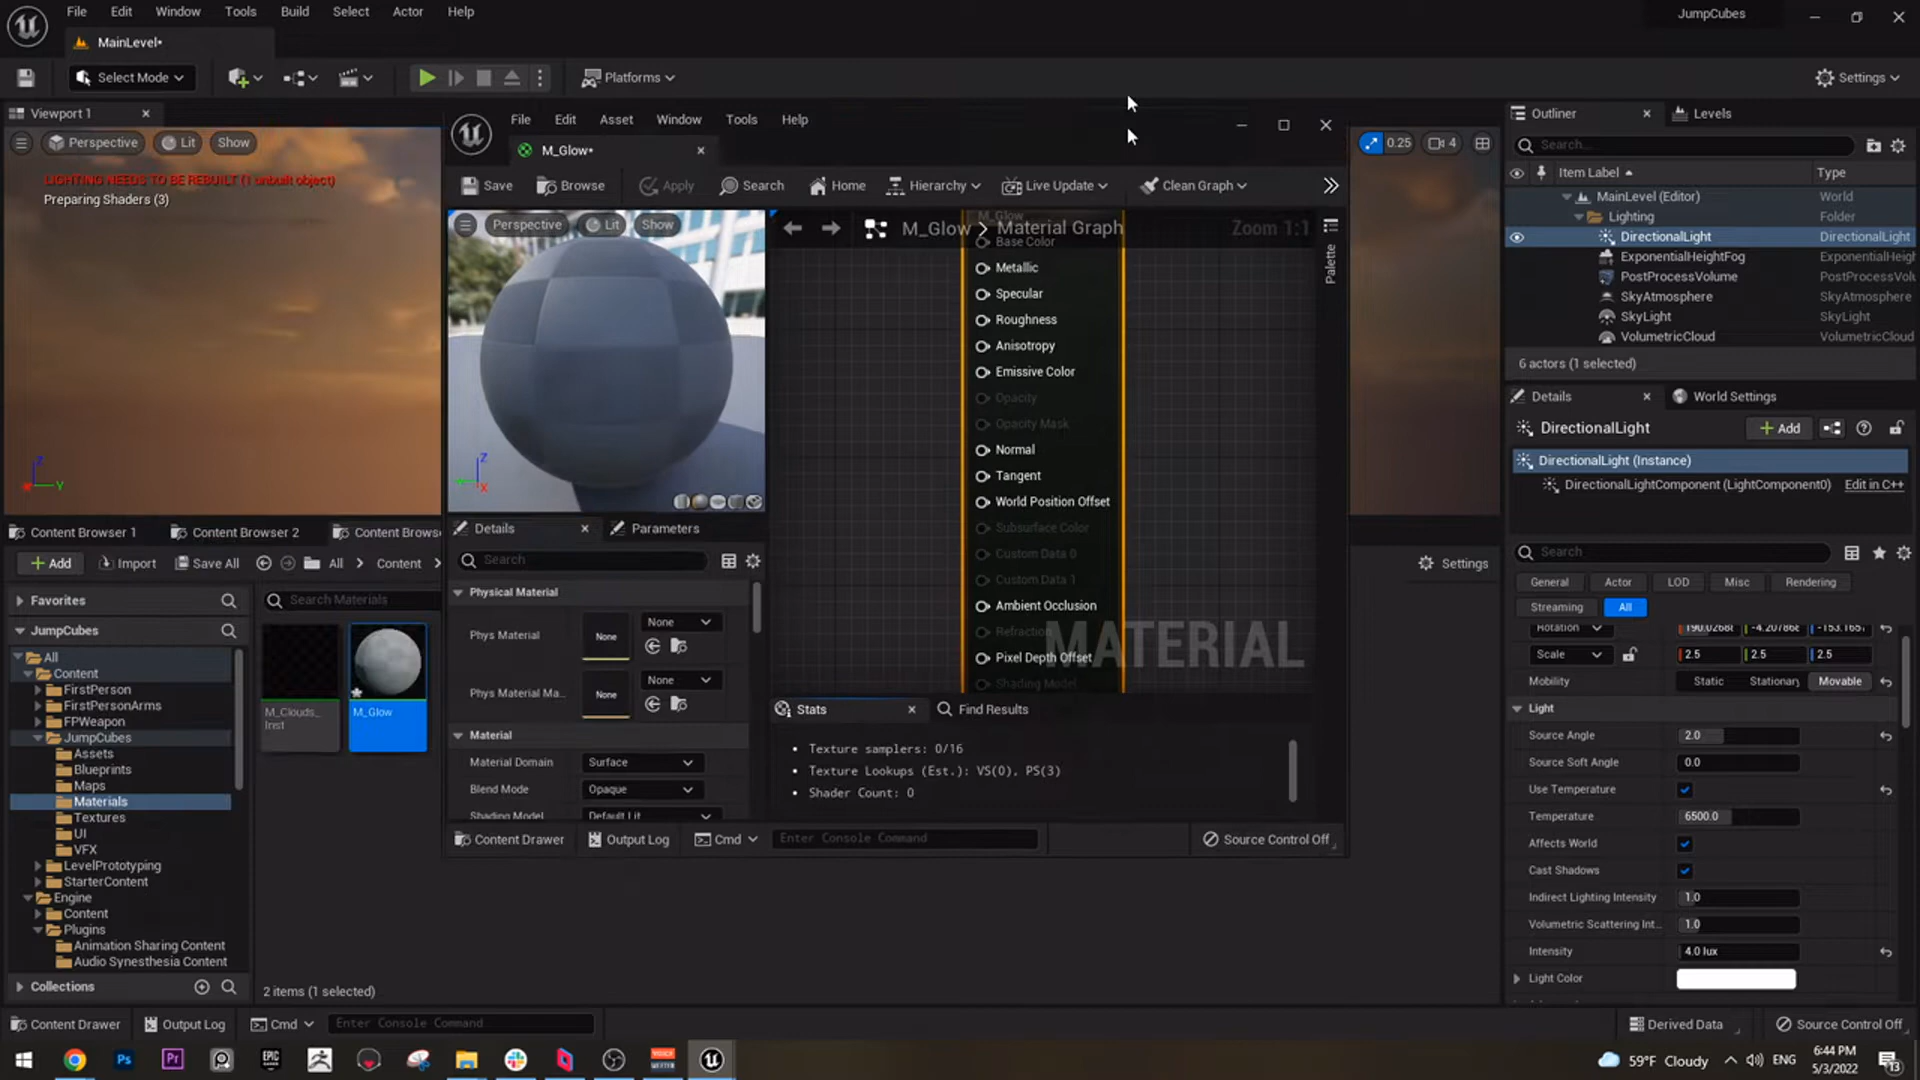 File Edit Window Tools Build Select Actor Help
JumpCubes
MainLevel•
Select Mode
Platforms
Settings
Viewport 1
Perspective Lit Show
LIGHTING NEEDS TO BE REBUILT (1 unbuilt object)
Preparing Shaders (3)
0.25 4
File Edit Asset Window Tools Help
M_Glow•
Save Browse Apply Search Home Hierarchy Live Update Clean Graph
Perspective Lit Show
M_Glow > Material Graph
Zoom 1:1
Palette
M_Glow
Base Color
Metallic
Specular
Roughness
Anisotropy
Emissive Color
Opacity
Opacity Mask
Normal
Tangent
World Position Offset
Subsurface Color
Custom Data 0
Custom Data 1
Ambient Occlusion
Refraction
Pixel Depth Offset
Shading Model
MATERIAL
Z
Y
X
Details Parameters
Search
Physical Material
Phys Material None None
Phys Material Ma... None None
Material
Material Domain Surface
Blend Mode Opaque
Shading Model Default Lit
Stats Find Results
• Texture samplers: 0/16
• Texture Lookups (Est.): VS(0), PS(3)
• Shader Count: 0
Content Drawer Output Log Cmd Enter Console Command Source Control Off
Content Browser 1 Content Browser 2 Content Brows
Add Import Save All All > Content >
Settings
Favorites
JumpCubes
All
Content
FirstPerson
FirstPersonArms
FPWeapon
JumpCubes
Assets
Blueprints
Maps
Materials
Textures
UI
VFX
LevelPrototyping
StarterContent
Engine
Content
Plugins
Animation Sharing Content
Audio Synesthesia Content
Collections
Search Materials
M_Clouds_
Inst
M_Glow
2 items (1 selected)
Outliner Levels
Search...
Item Label Type
MainLevel (Editor) World
Lighting Folder
DirectionalLight DirectionalLight
ExponentialHeightFog ExponentialHeigh
PostProcessVolume PostProcessVolu
SkyAtmosphere SkyAtmosphere
SkyLight SkyLight
VolumetricCloud VolumetricCloud
6 actors (1 selected)
Details World Settings
DirectionalLight + Add
DirectionalLight (Instance)
DirectionalLightComponent (LightComponent0) Edit in C++
Search
General Actor LOD Misc Rendering
Streaming All
Rotation
Scale 2.5 2.5 2.5
Mobility Static Stationary Movable
Light
Source Angle 2.0
Source Soft Angle 0.0
Use Temperature
Temperature 6500.0
Affects World
Cast Shadows
Indirect Lighting Intensity 1.0
Volumetric Scattering Int... 1.0
Intensity 4.0 lux
Light Color
Content Drawer Output Log Cmd Enter Console Command
Derived Data Source Control Off
Ps Pr EPIC GAMES
59°F Cloudy ENG 6:44 PM
5/3/2022
13